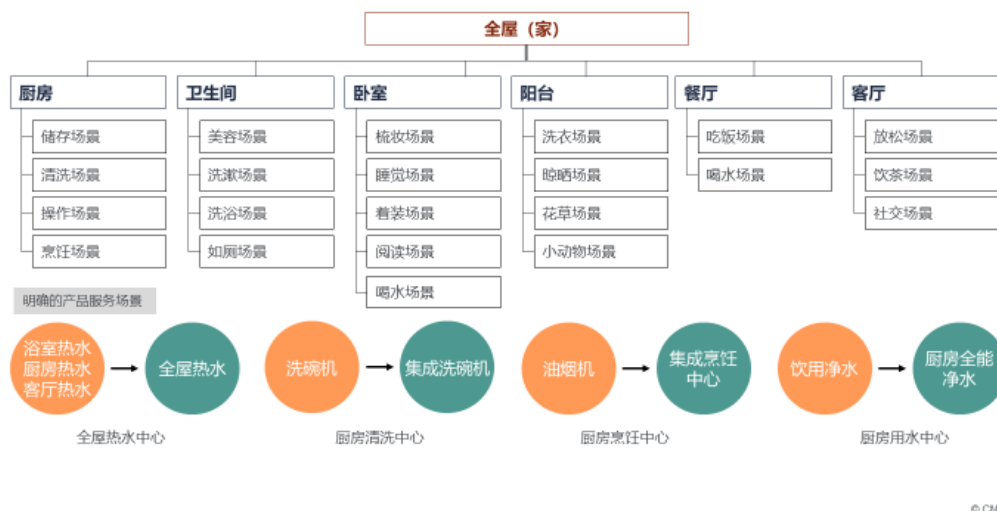 全屋（家）
厨房
卫生间
卧室
阳台
餐厅
客厅
储存场景
美容场景
梳妆场景
洗衣场景
吃饭场景
放松场景
清洗场景
洗漱场景
睡觉场景
晾晒场景
喝水场景
饮茶场景
操作场景
洗浴场景
着装场景
花草场景
社交场景
烹饪场景
如厕场景
阅读场景
小动物场景
喝水场景
明确的产品服务场景
浴室热水
厨房热水
客厅热水
全屋热水
洗碗机
集成洗碗机
油烟机
集成烹饪
中心
饮用净水
厨房全能
净水
全屋热水中心
厨房清洗中心
厨房烹饪中心
厨房用水中心
© CM